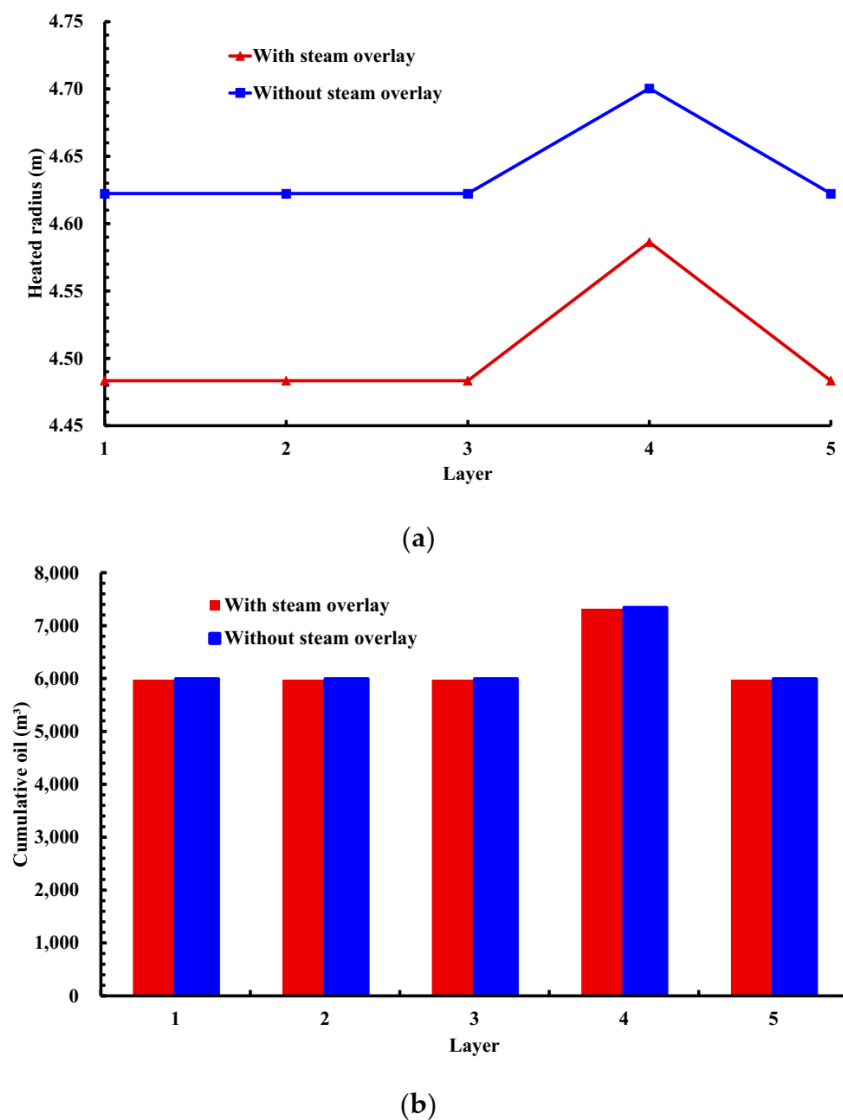 4.75
With steam overlay
4.70
Without steam overlay
4.65
4.60
4.55
4.50
4.45
Heated radius (m)
1 2 3 4 5
Layer
(a)
8,000
With steam overlay
7,000
Without steam overlay
6,000
5,000
4,000
3,000
2,000
1,000
0
Cumulative oil (m³)
1 2 3 4 5
Layer
(b)